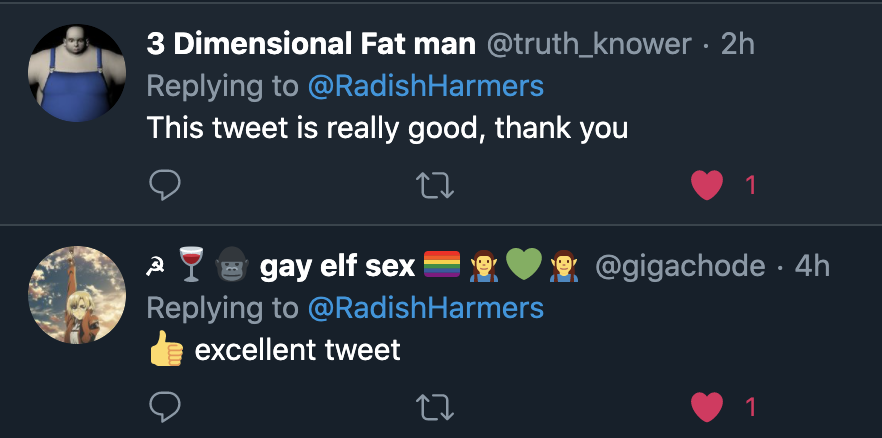 3 Dimensional Fat man @truth_knower · 2h
Replying to @RadishHarmers
This tweet is really good, thank you
1
☭ 🍷 🦍 gay elf sex 🏳️‍🌈 🧝 💚 🧝 @gigachode · 4h
Replying to @RadishHarmers
👍 excellent tweet
1